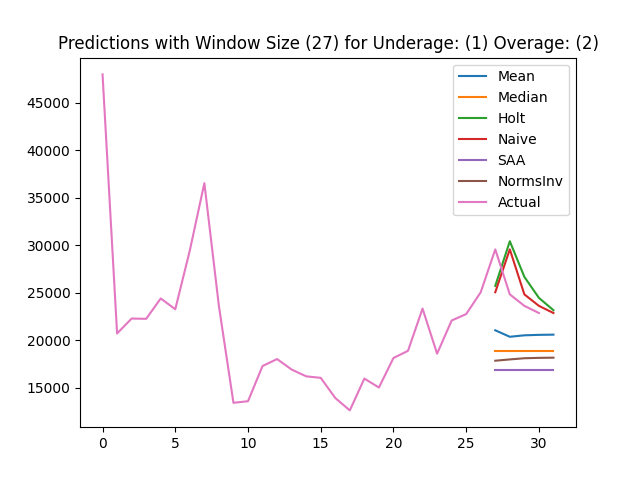 Predictions with Window Size (27) for Underage: (1) Overage: (2)
Mean
Median
Holt
Naive
SAA
NormsInv
Actual
45000
40000
35000
30000
25000
20000
15000
0 5 10 15 20 25 30